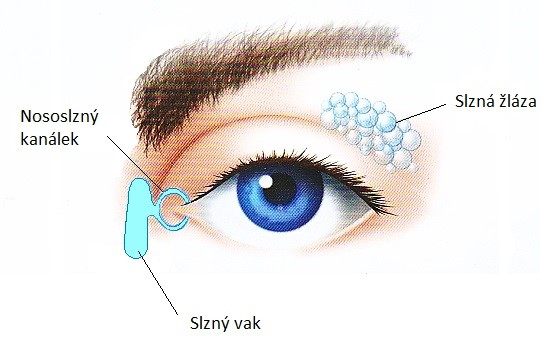 Slzná žláza
Nososlzný
kanálek
Slzný vak